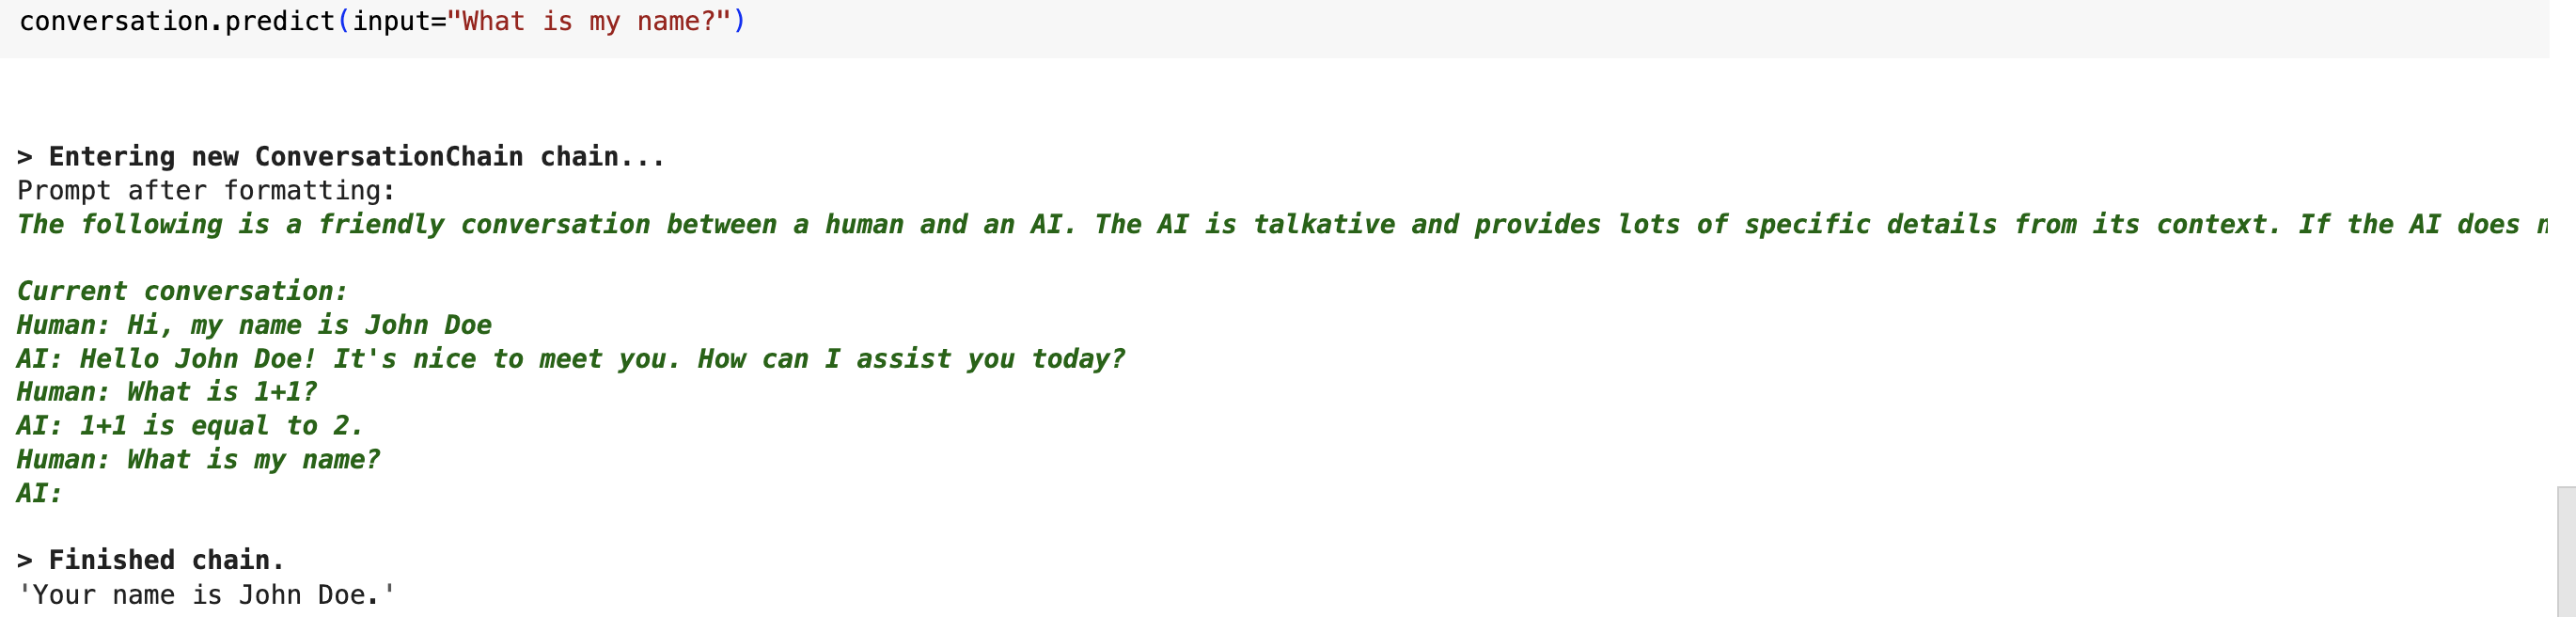 conversation.predict(input="What is my name?")
> Entering new ConversationChain chain...
Prompt after formatting:
The following is a friendly conversation between a human and an AI. The AI is talkative and provides lots of specific details from its context. If the AI does
Current conversation:
Human: Hi, my name is John Doe
AI: Hello John Doe! It's nice to meet you. How can I assist you today?
Human: What is 1+1?
AI: 1+1 is equal to 2.
Human: What is my name?
AI:
> Finished chain.
'Your name is John Doe.'